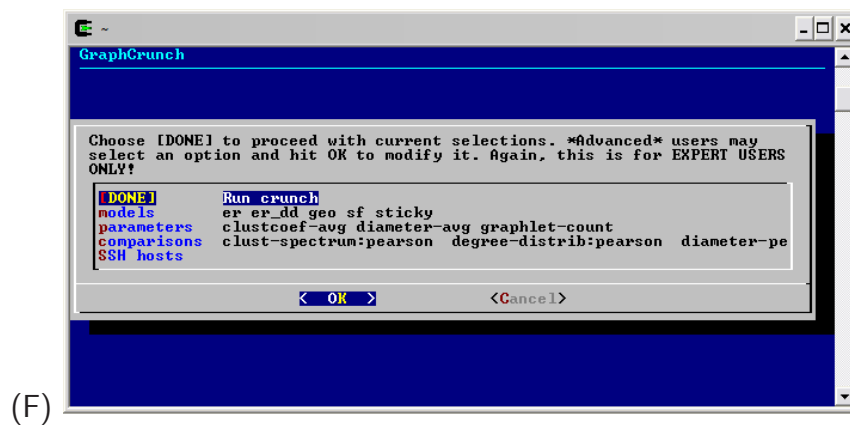 ~
GraphCrunch
Choose [DONE] to proceed with current selections. *Advanced* users may
select an option and hit OK to modify it. Again, this is for EXPERT USERS
ONLY!
[DONE] Run crunch
models er er_dd geo sf sticky
parameters clustcoef-avg diameter-avg graphlet-count
comparisons clust-spectrum:pearson degree-distrib:pearson diameter-pe
SSH hosts
< OK > <Cancel>
(F)